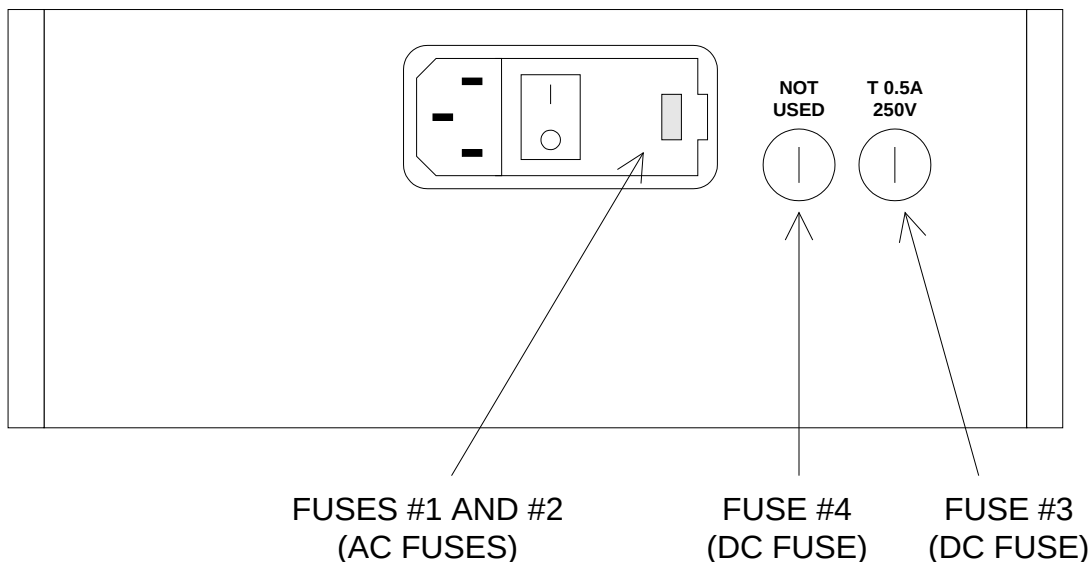 NOT
USED
T 0.5A
250V
FUSES #1 AND #2
(AC FUSES)
FUSE #4
(DC FUSE)
FUSE #3
(DC FUSE)